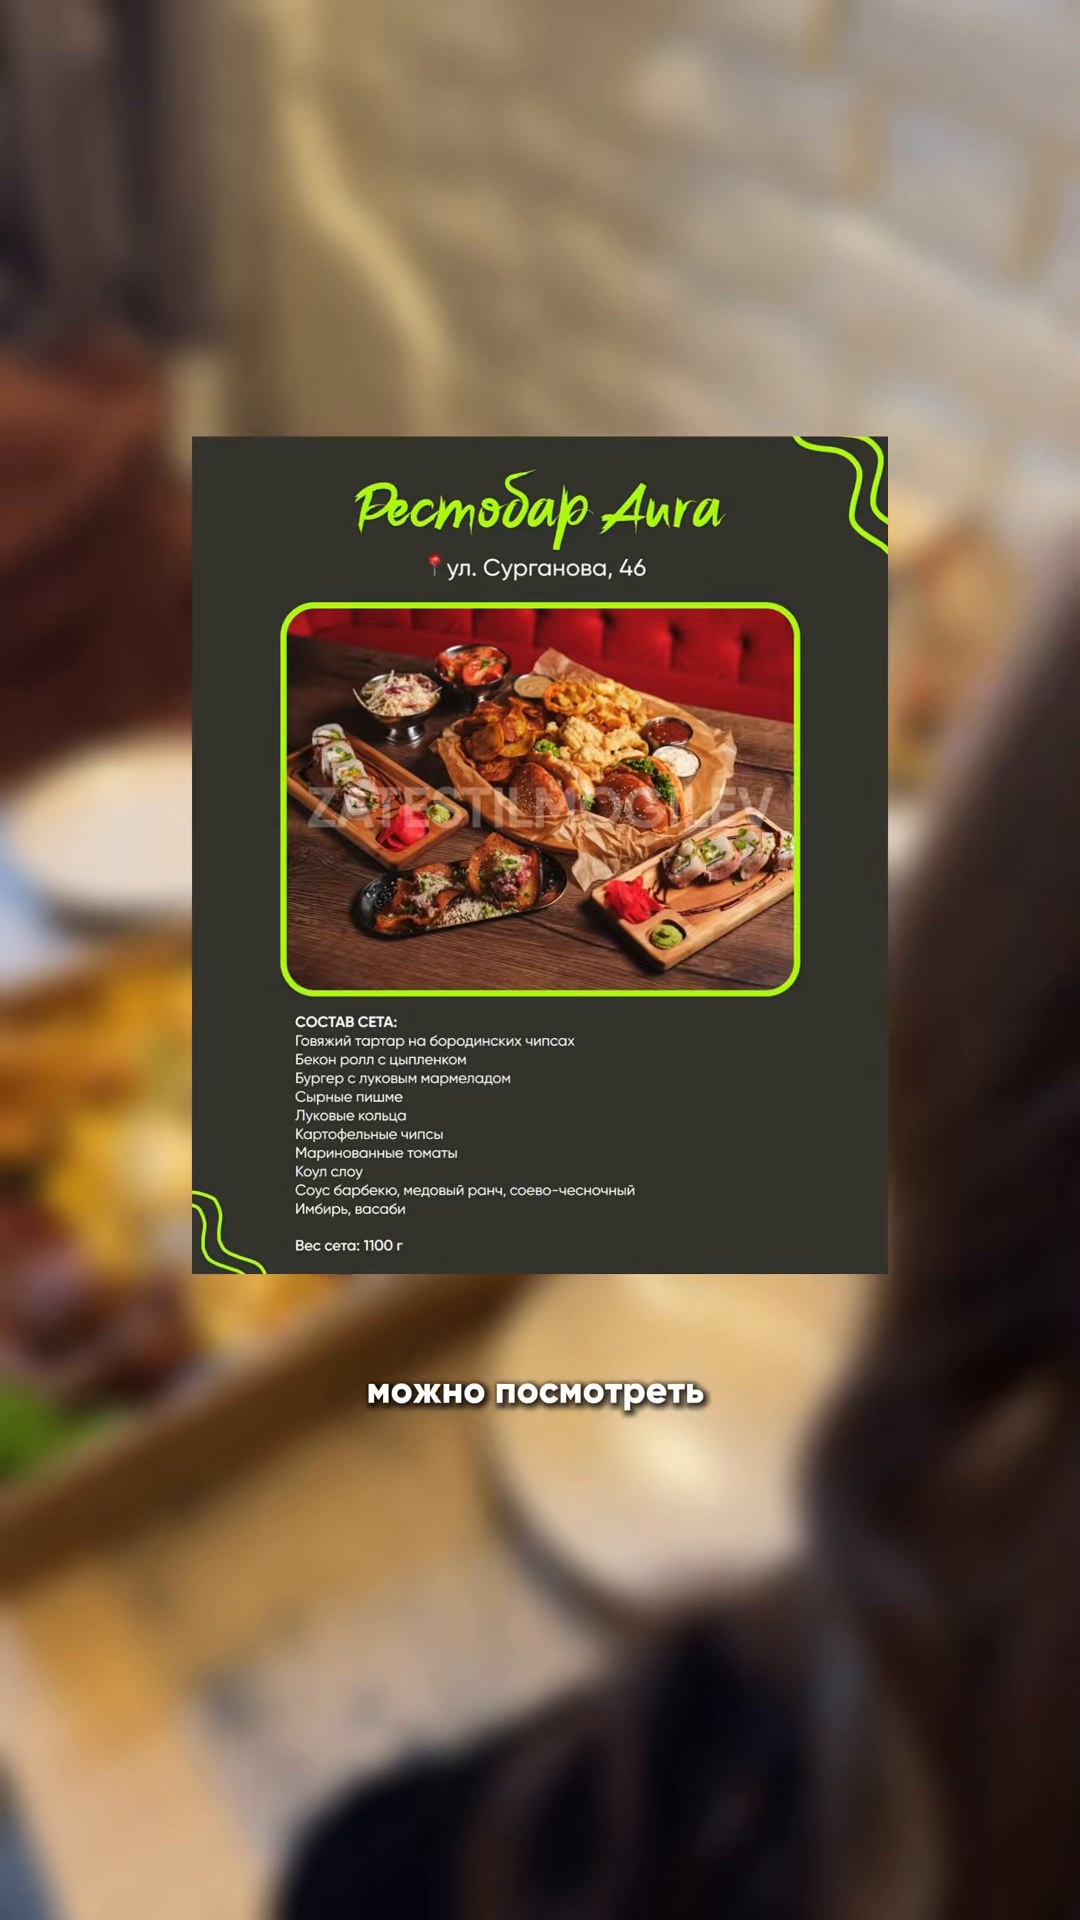 Рестобар Aura
ул. Сурганова, 46
ZATESTILMOGILEV
СОСТАВ СЕТА:
Говяжий тартар на бородинских чипсах
Бекон ролл с цыпленком
Бургер с луковым мармеладом
Сырные пишме
Луковые кольца
Картофельные чипсы
Маринованные томаты
Коул слоу
Соус барбекю, медовый ранч, соево-чесночный
Имбирь, васаби
Вес сета: 1100 г
можно посмотреть